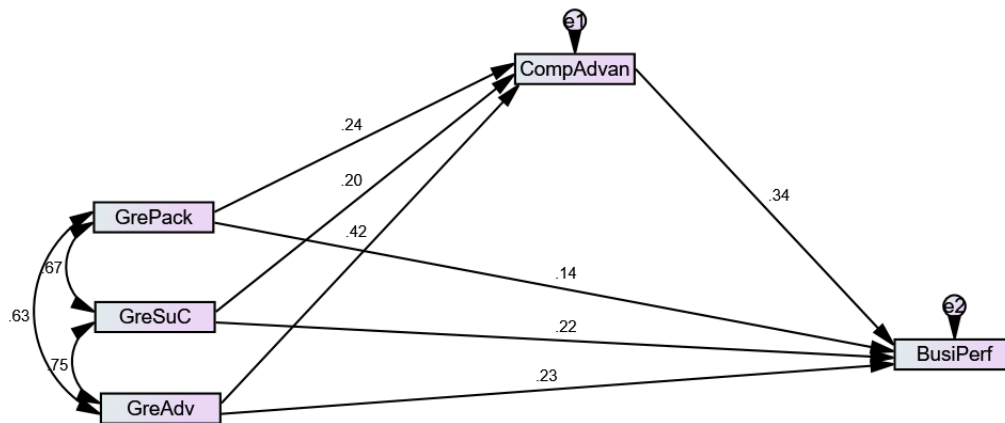 e1
CompAdvan
.24
.20
.34
GrePack
.42
.67
.14
.63
GreSuC
.22
e2
.75
BusiPerf
.23
GreAdv